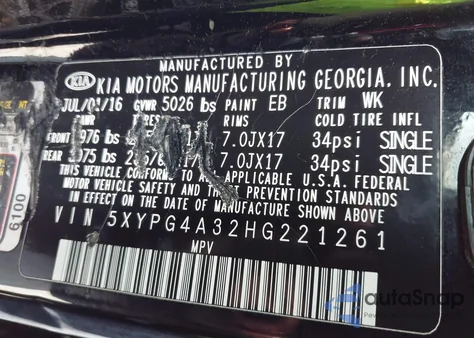 MANUFACTURED BY
KIA KIA MOTORS MANUFACTURING GEORGIA, INC.
JUL/01/16 GVWR 5026 lbs PAINT EB TRIM WK
RIMS COLD TIRE INFL
FRONT 7.0JX17 34psi SINGLE
REAR 7.0JX17 34psi SINGLE
THIS VEHICLE CONFORMS TO ALL APPLICABLE U.S.A. FEDERAL
MOTOR VEHICLE SAFETY AND THEFT PREVENTION STANDARDS
IN EFFECT ON THE DATE OF MANUFACTURE SHOWN ABOVE
VIN 5XYPG4A32HG221261
MPV
6100
autaSnap